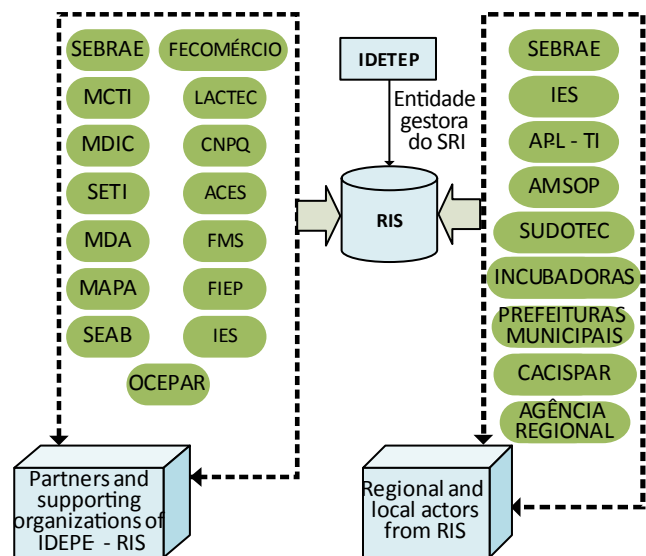 SEBRAE
FECOMÉRCIO
MCTI
LACTEC
MDIC
CNPQ
SETI
ACES
MDA
FMS
MAPA
FIEP
SEAB
IES
OCEPAR
Partners and
supporting
organizations of
IDEPE - RIS
IDETEP
Entidade
gestora
do SRI
RIS
SEBRAE
IES
APL - TI
AMSOP
SUDOTEC
INCUBADORAS
PREFEITURAS
MUNICIPAIS
CACISPAR
AGÊNCIA
REGIONAL
Regional and
local actors
from RIS